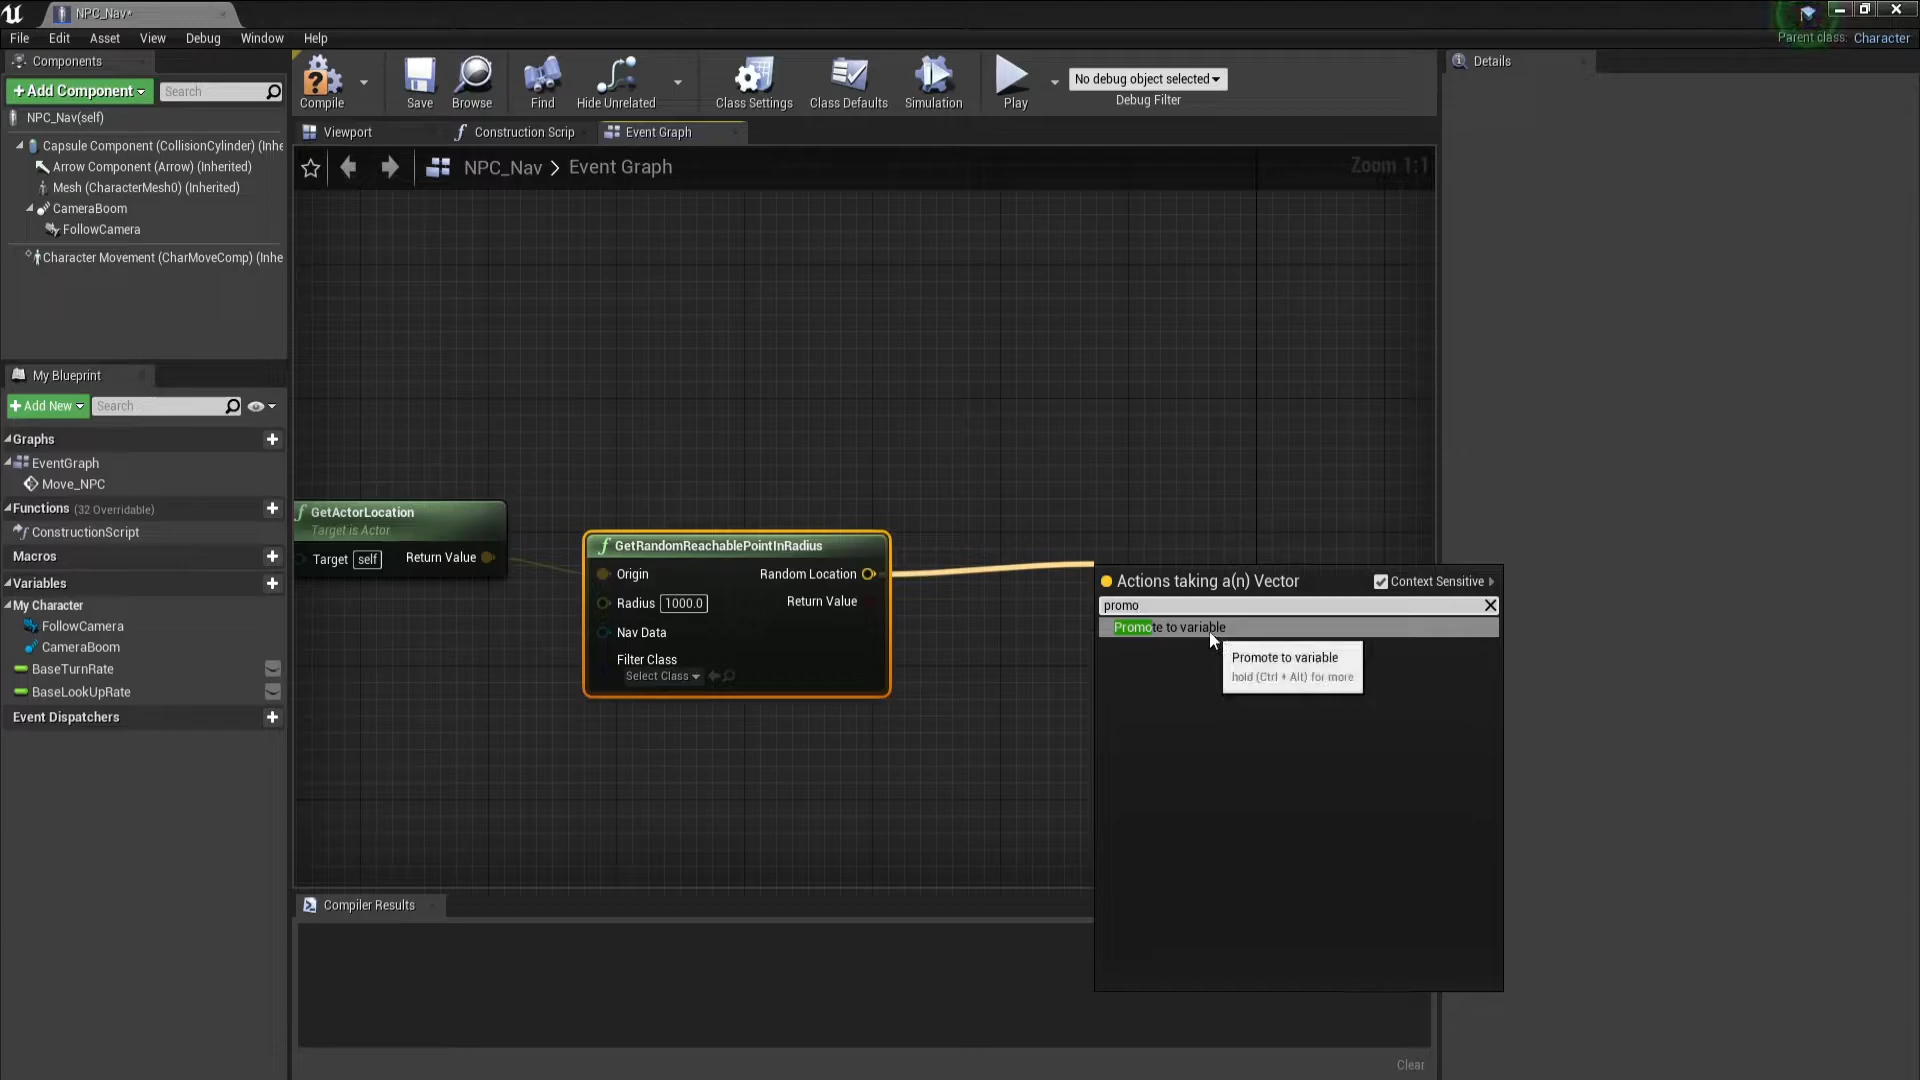 NPC_Nav*
File Edit Asset View Debug Window Help
Parent class: Character
Components
+Add Component Search
NPC_Nav(self)
Capsule Component (CollisionCylinder) (Inhe
Arrow Component (Arrow) (Inherited)
Mesh (CharacterMesh0) (Inherited)
CameraBoom
FollowCamera
Character Movement (CharMoveComp) (Inhe
Compile Save Browse Find Hide Unrelated Class Settings Class Defaults Simulation Play
No debug object selected
Debug Filter
Details
Viewport Construction Scrip Event Graph
NPC_Nav > Event Graph
Zoom 1:1
My Blueprint
+Add New Search
Graphs
EventGraph
Move_NPC
Functions (32 Overridable)
ConstructionScript
Macros
Variables
My Character
FollowCamera
CameraBoom
BaseTurnRate
BaseLookUpRate
Event Dispatchers
f GetActorLocation
Target is Actor
Target self Return Value
f GetRandomReachablePointInRadius
Origin Random Location
Radius 1000.0 Return Value
Nav Data
Filter Class
Select Class
Actions taking a(n) Vector Context Sensitive
promo
Promote to variable
Promote to variable
hold (Ctrl + Alt) for more
Compiler Results
Clear